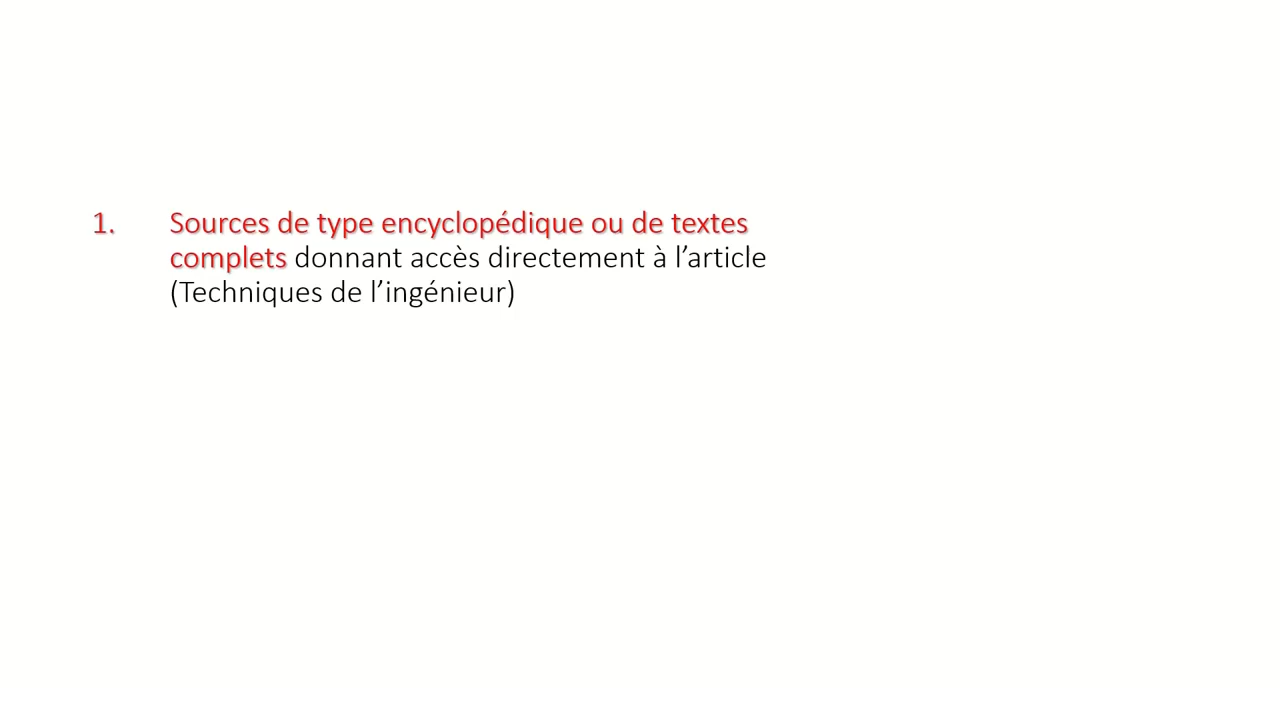 1. Sources de type encyclopédique ou de textes
complets donnant accès directement à l’article
(Techniques de l’ingénieur)